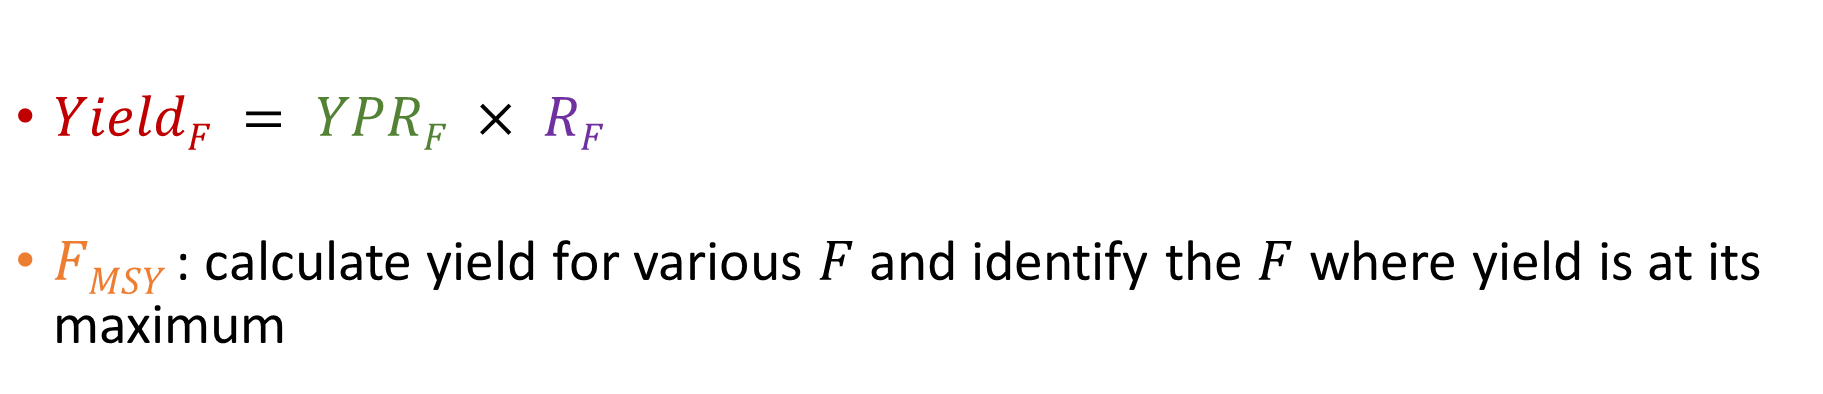 • Yield_F = YPR_F × R_F
• F_MSY : calculate yield for various F and identify the F where yield is at its
maximum